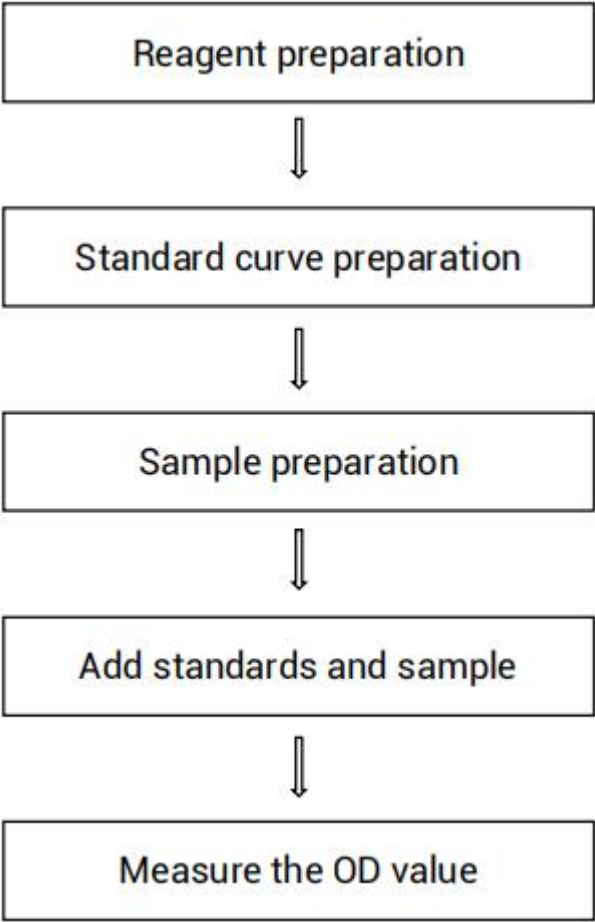 Reagent preparation
Standard curve preparation
Sample preparation
Add standards and sample
Measure the OD value